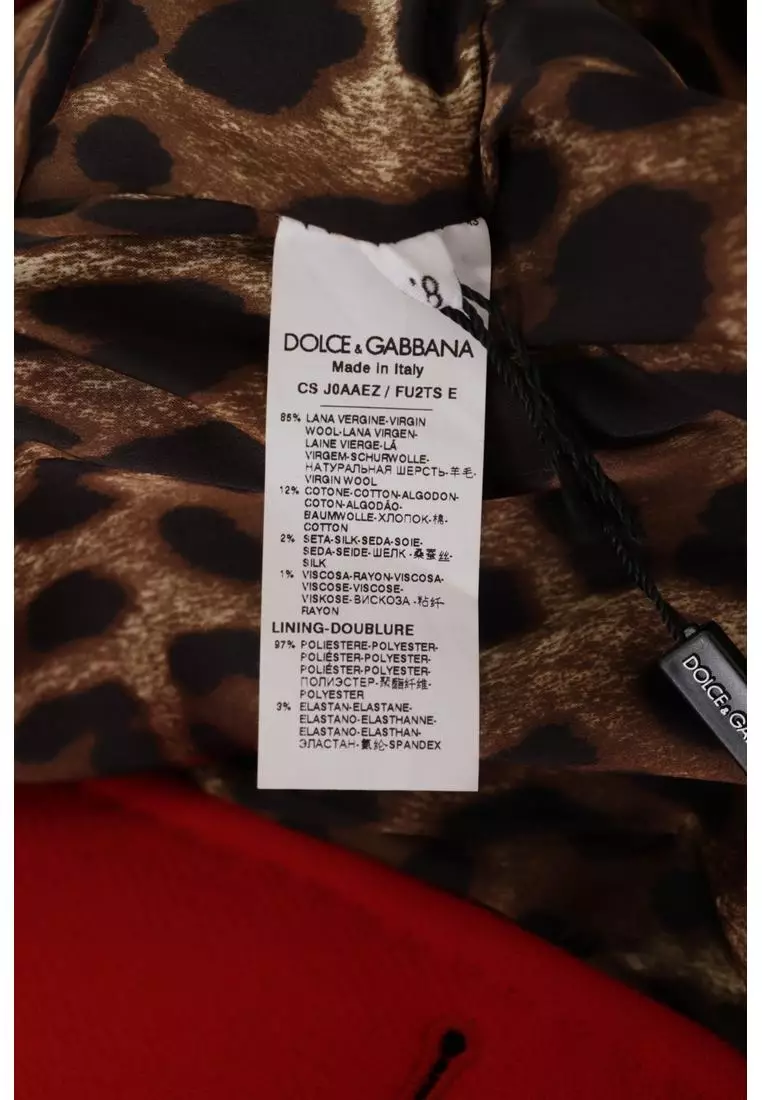 8
DOLCE & GABBANA
Made in Italy
CS J0AAEZ / FU2TS E
85% LANA VERGINE-VIRGIN
WOOL-LANA VIRGEN-
LAINE VIERGE-LÃ
VIRGEM-SCHURWOLLE-
НАТУРАЛЬНАЯ ШЕРСТЬ-羊毛-
VIRGIN WOOL
12% COTONE-COTTON-ALGODON-
COTON-ALGODÃO-
BAUMWOLLE-ХЛОПОК-棉-
COTTON
2% SETA-SILK-SEDA-SOIE-
SEDA-SEIDE-ШЕЛК-桑蚕丝-
SILK
1% VISCOSA-RAYON-VISCOSA-
VISCOSE-VISCOSE-
VISKOSE-ВИСКОЗА-粘纤-
RAYON
LINING-DOUBLURE
97% POLIESTERE-POLYESTER-
POLIÉSTER-POLYESTER-
POLIÉSTER-POLYESTER-
ПОЛИЭСТЕР-聚酯纤维-
POLYESTER
3% ELASTAN-ELASTANE-
ELASTANO-ELASTHANNE-
ELASTANO-ELASTHAN-
ЭЛАСТАН-氨纶-SPANDEX
DOLCE & GA